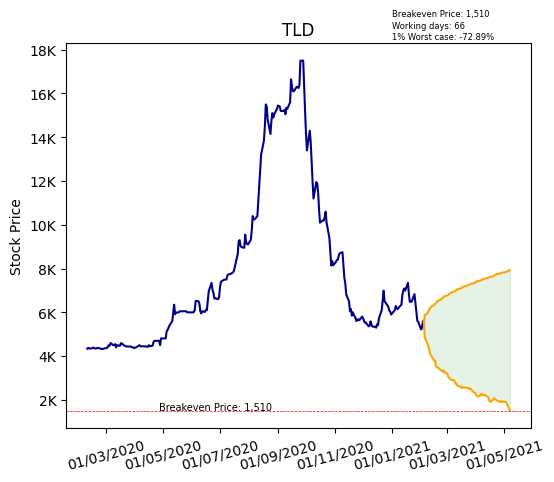 Breakeven Price: 1,510
Working days: 66
1% Worst case: -72.89%
TLD
18K
16K
14K
12K
10K
8K
6K
4K
2K
Stock Price
Breakeven Price: 1,510
01/03/2020
01/05/2020
01/07/2020
01/09/2020
01/11/2020
01/01/2021
01/03/2021
01/05/2021